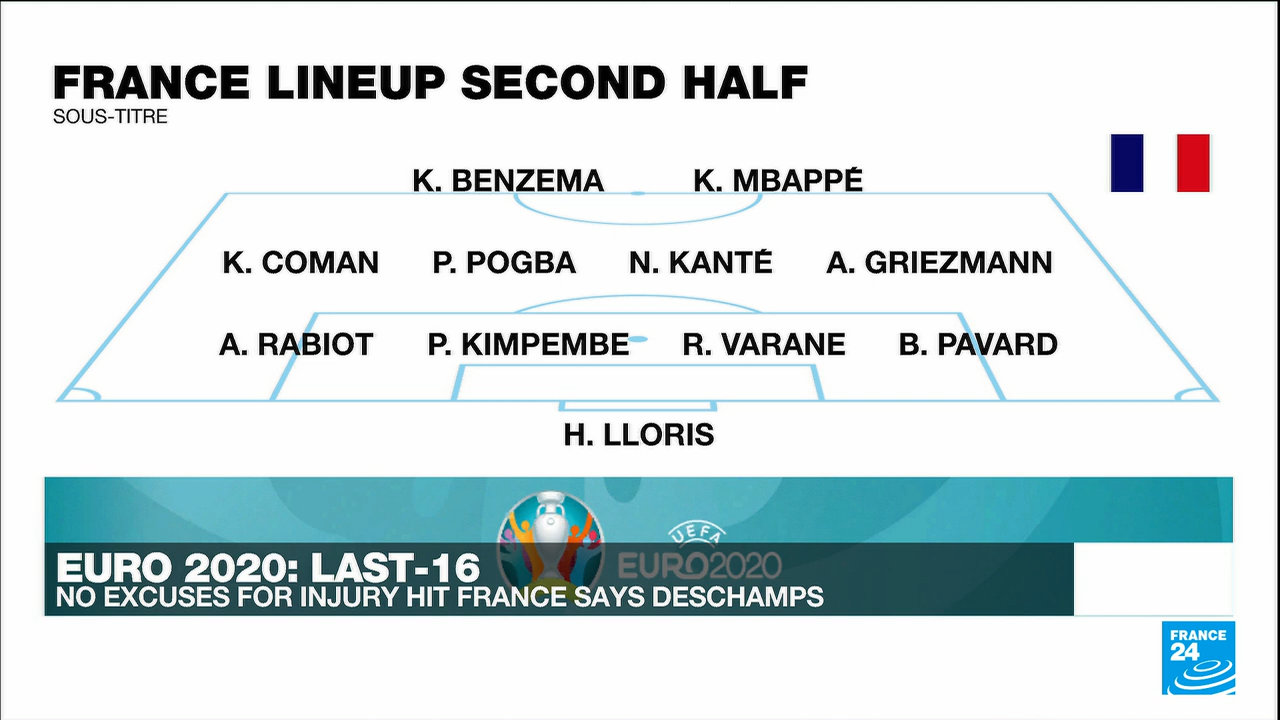 FRANCE LINEUP SECOND HALF
SOUS-TITRE
K. BENZEMA K. MBAPPÉ
K. COMAN P. POGBA N. KANTÉ A. GRIEZMANN
A. RABIOT P. KIMPEMBE R. VARANE B. PAVARD
H. LLORIS
UEFA
EURO2020
EURO 2020: LAST-16
NO EXCUSES FOR INJURY HIT FRANCE SAYS DESCHAMPS
FRANCE
24